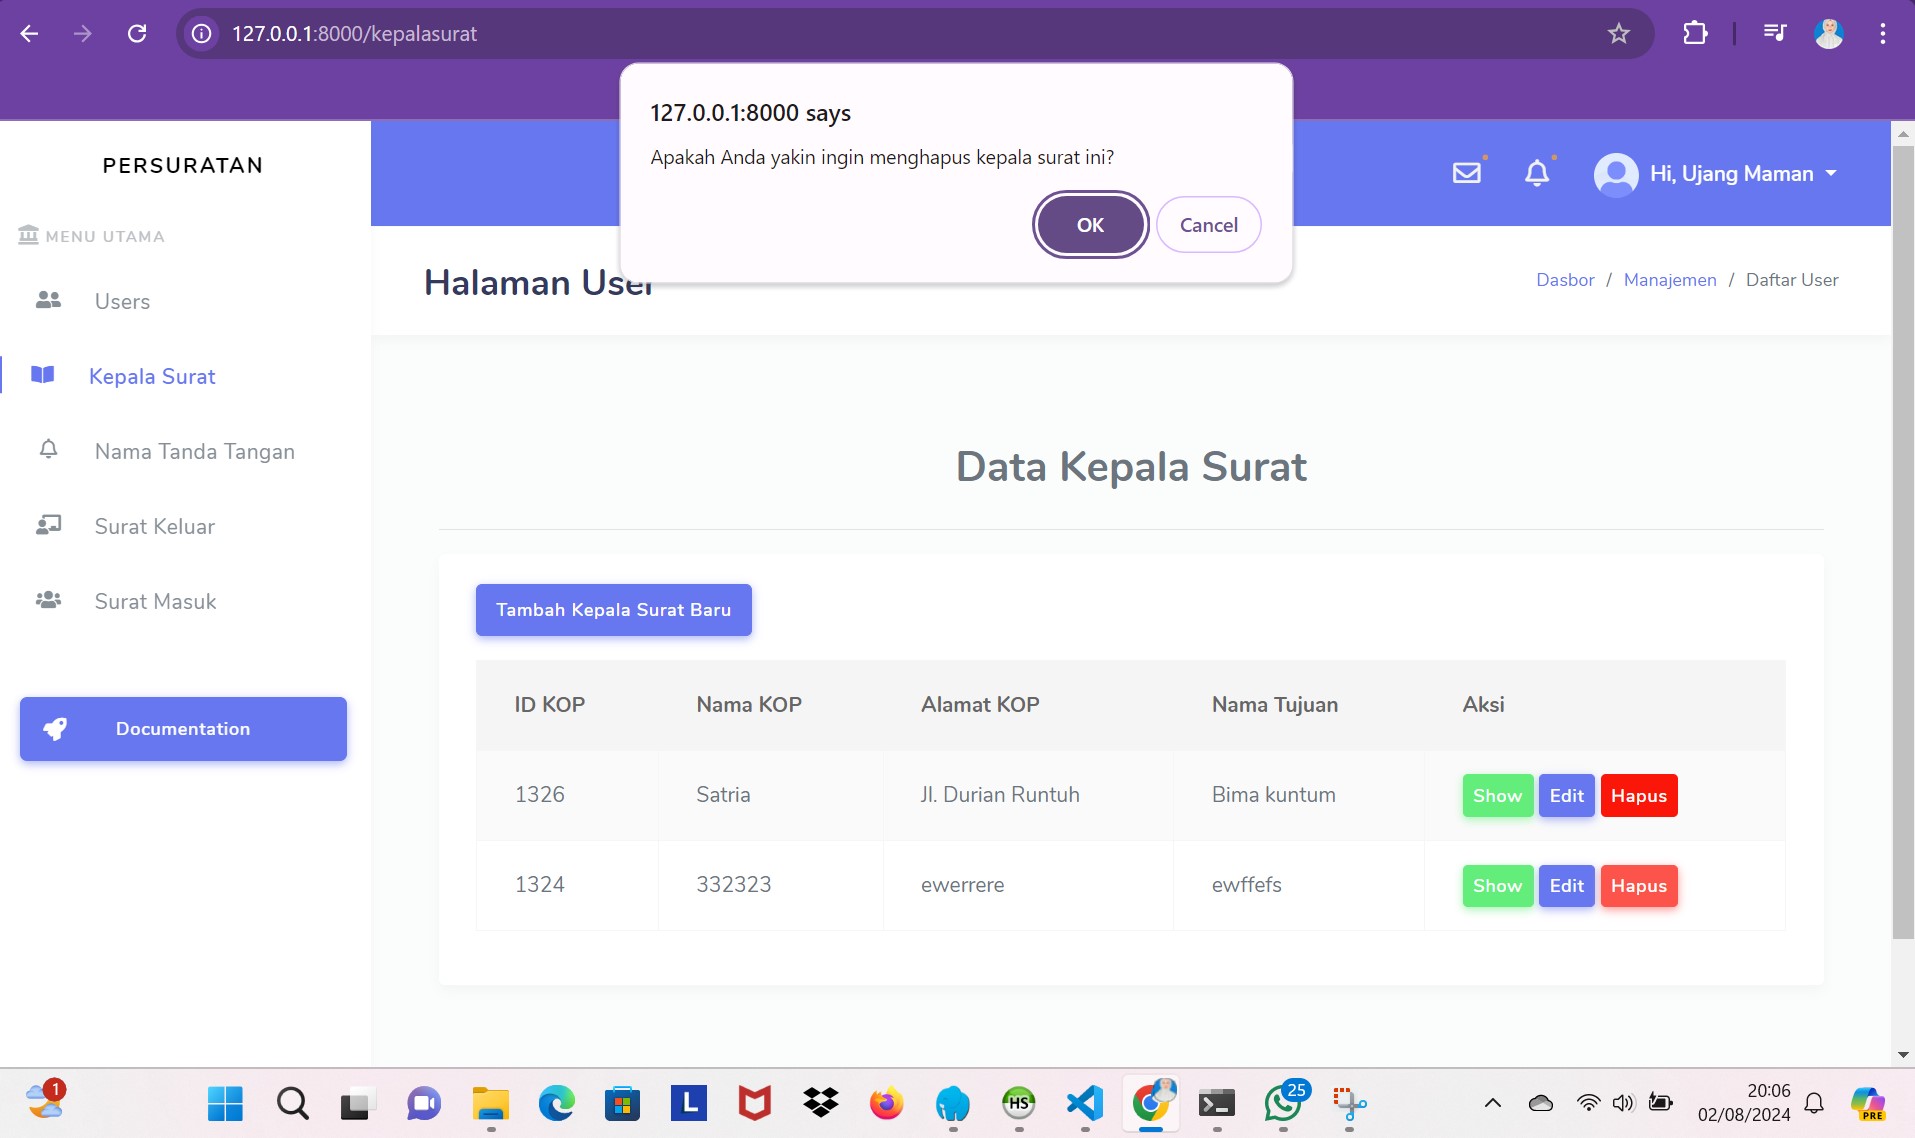 127.0.0.1:8000/kepalasurat
127.0.0.1:8000 says
Apakah Anda yakin ingin menghapus kepala surat ini?
OK
Cancel
PERSURATAN
Hi, Ujang Maman
MENU UTAMA
Users
Kepala Surat
Nama Tanda Tangan
Surat Keluar
Surat Masuk
Documentation
Halaman User
Dasbor / Manajemen / Daftar User
Data Kepala Surat
Tambah Kepala Surat Baru
ID KOP Nama KOP Alamat KOP Nama Tujuan Aksi
1326 Satria Jl. Durian Runtuh Bima kuntum Show Edit Hapus
1324 332323 ewerrere ewffefs Show Edit Hapus
1
L
HS
25
20:06
02/08/2024
PRE